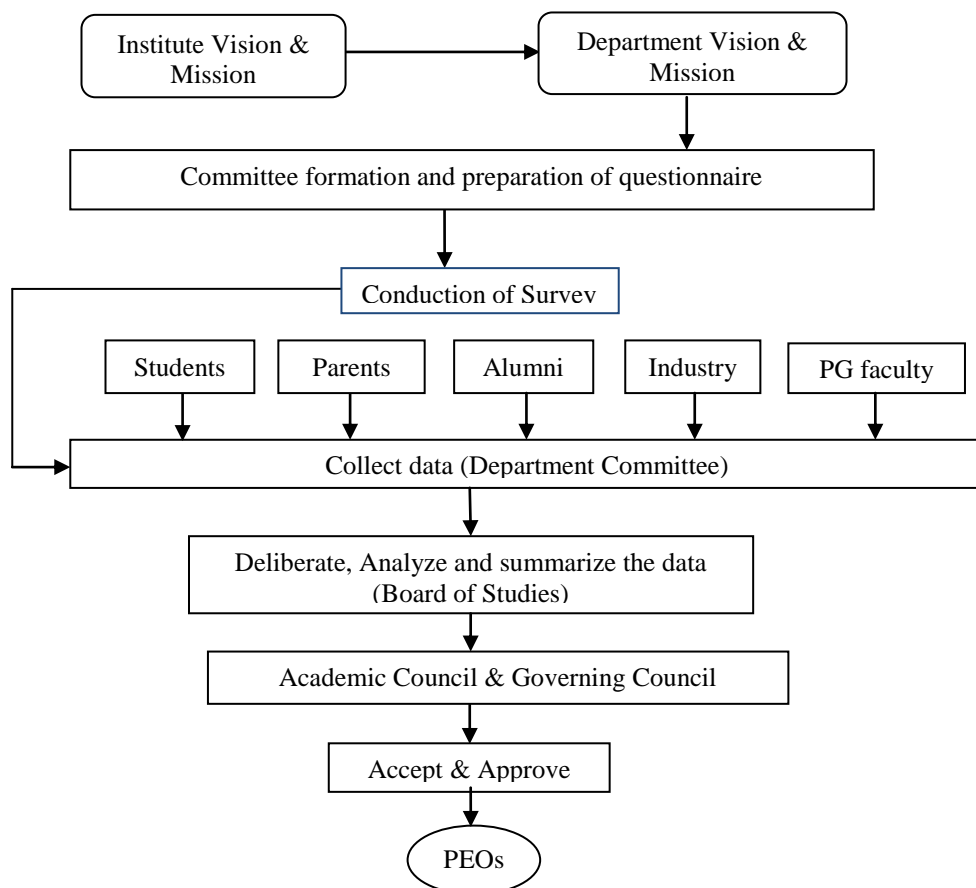 Institute Vision &
Mission
Department Vision &
Mission
Committee formation and preparation of questionnaire
Conduction of Survey
Students
Parents
Alumni
Industry
PG faculty
Collect data (Department Committee)
Deliberate, Analyze and summarize the data
(Board of Studies)
Academic Council & Governing Council
Accept & Approve
PEOs